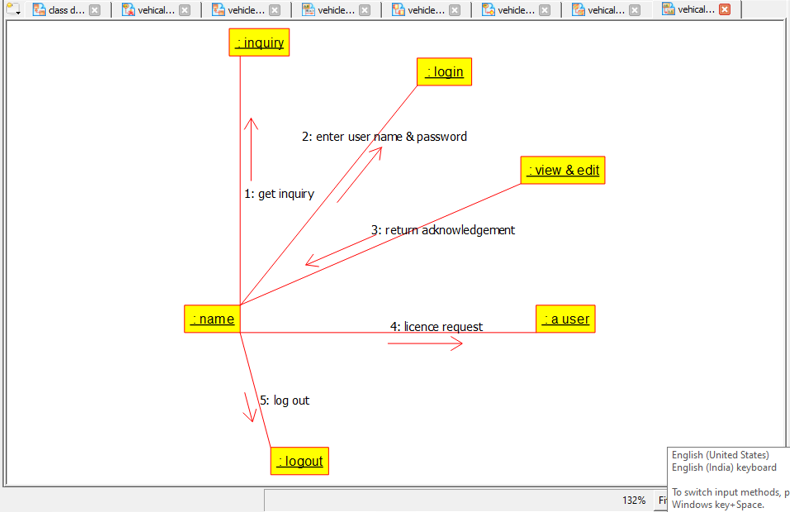 class d...
vehical...
vehicle...
vehicle...
vehicle...
vehicle...
vehical...
vehical...
: inquiry
: login
2: enter user name & password
: view & edit
1: get inquiry
3: return acknowledgement
: name
: a user
4: licence request
5: log out
: logout
English (United States)
English (India) keyboard
To switch input methods, p
Windows key+Space.
132%
Fi